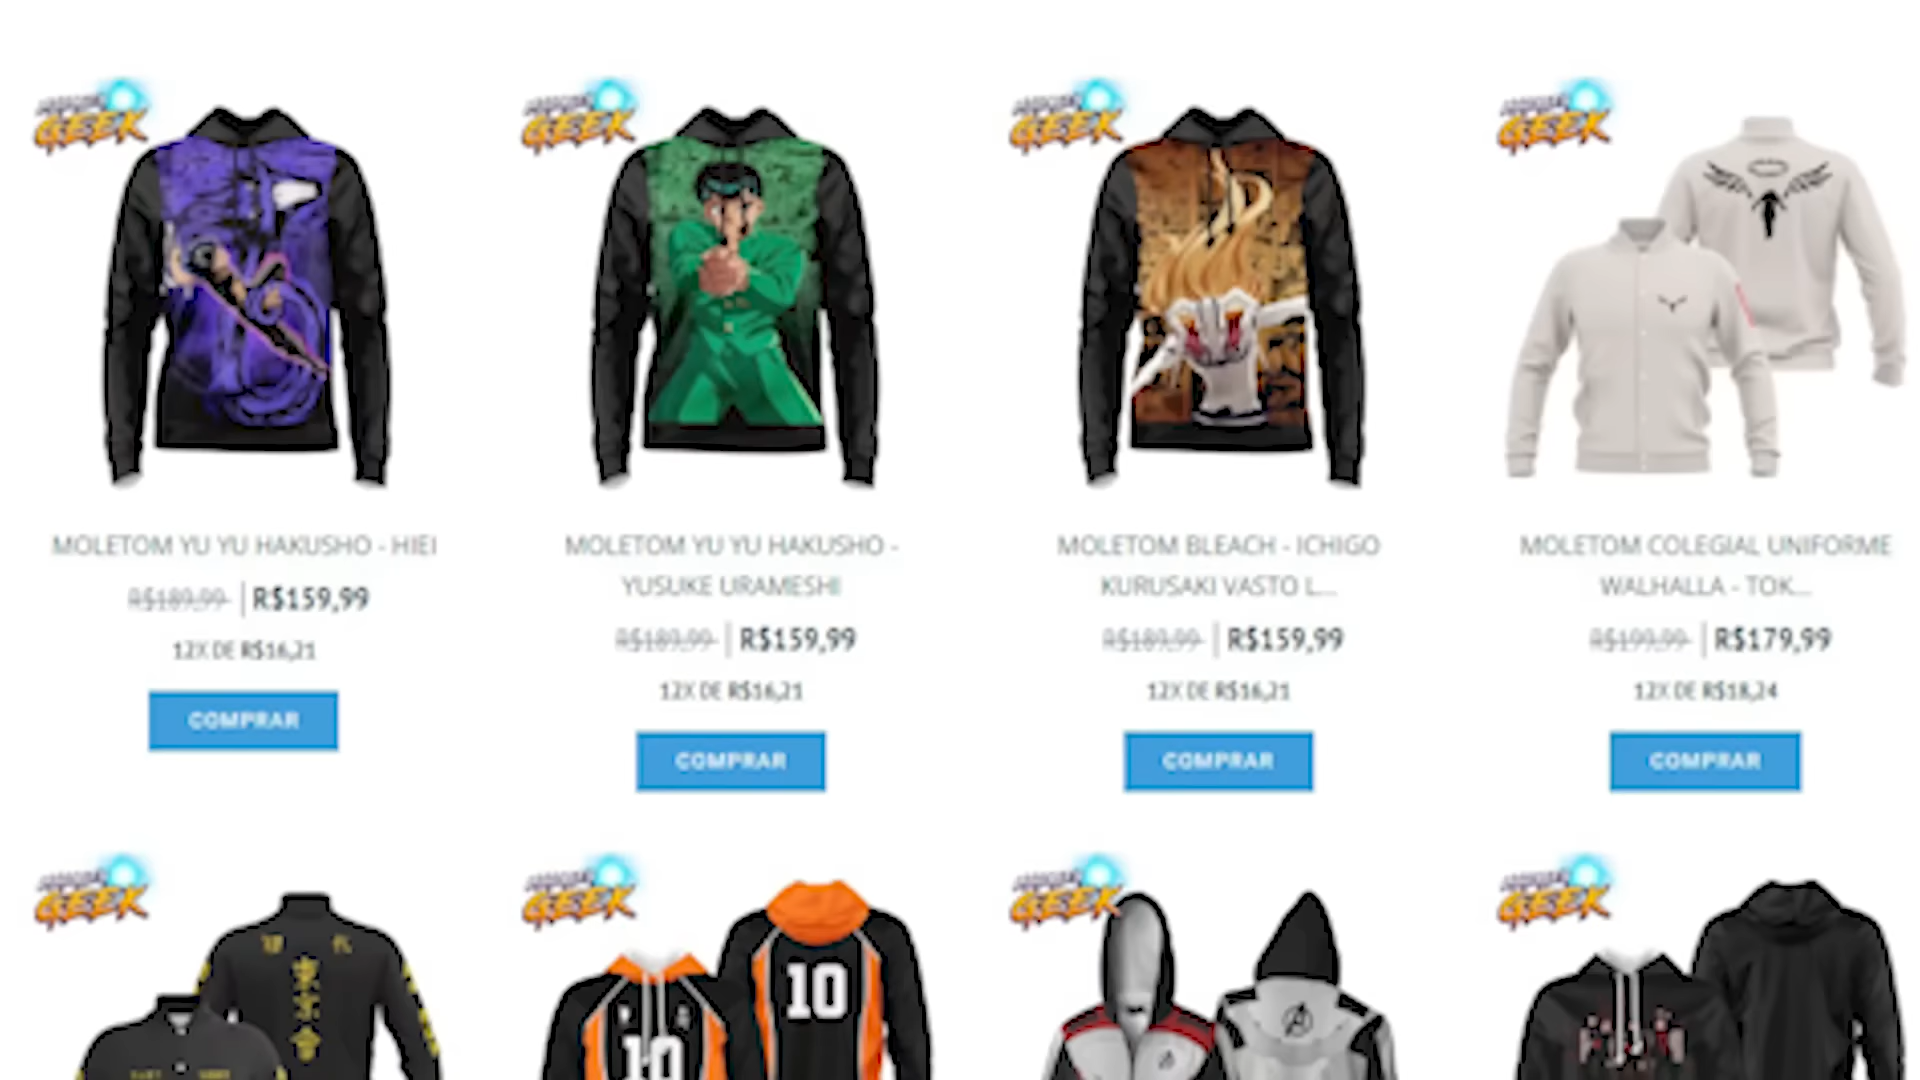 GEEK
GEEK
GEEK
GEEK
MOLETOM YU YU HAKUSHO - HIEI
R$189,99 R$159,99
12X DE R$16,21
COMPRAR
MOLETOM YU YU HAKUSHO -
YUSUKE URAMESHI
R$189,99 R$159,99
12X DE R$16,21
COMPRAR
MOLETOM BLEACH - ICHIGO
KURUSAKI VASTO L...
R$189,99 R$159,99
12X DE R$16,21
COMPRAR
MOLETOM COLEGIAL UNIFORME
WALHALLA - TOK...
R$199,99 R$179,99
12X DE R$18,24
COMPRAR
GEEK
GEEK
10
10
GEEK
GEEK